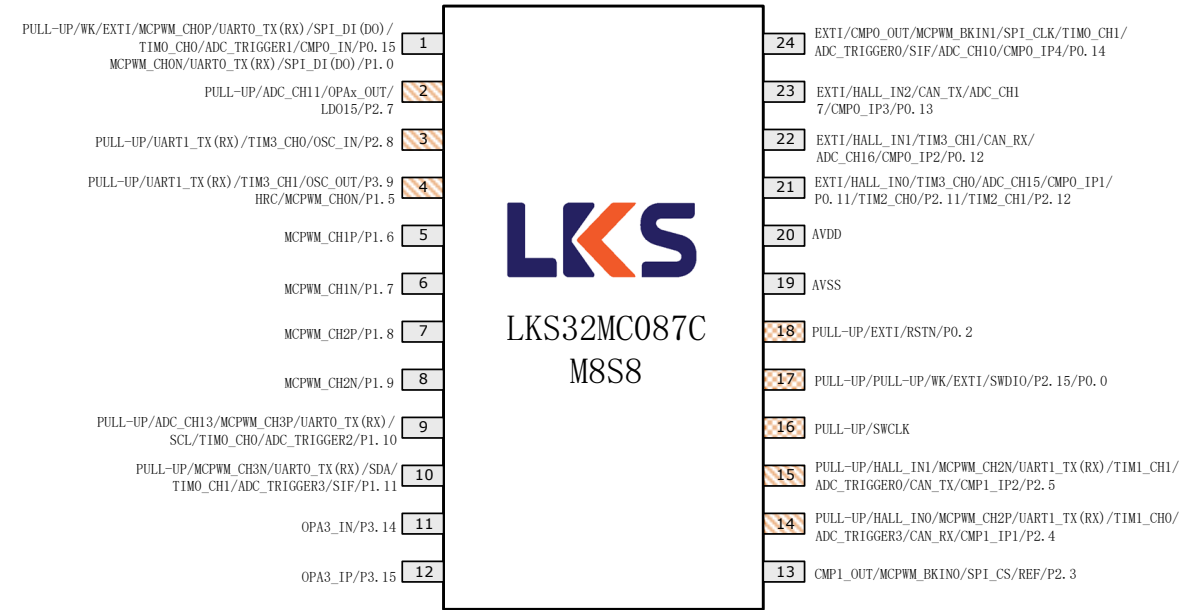 PULL-UP/WK/EXTI/MCPWM_CH0P/UART0_TX(RX)/SPI_DI(DO)/
TIM0_CH0/ADC_TRIGGER1/CMP0_IN/P0.15
MCPWM_CH0N/UART0_TX(RX)/SPI_DI(DO)/P1.0
1
PULL-UP/ADC_CH11/OPAx_OUT/
LDO15/P2.7
2
PULL-UP/UART1_TX(RX)/TIM3_CH0/OSC_IN/P2.8
3
PULL-UP/UART1_TX(RX)/TIM3_CH1/OSC_OUT/P3.9
HRC/MCPWM_CH0N/P1.5
4
MCPWM_CH1P/P1.6
5
MCPWM_CH1N/P1.7
6
MCPWM_CH2P/P1.8
7
MCPWM_CH2N/P1.9
8
PULL-UP/ADC_CH13/MCPWM_CH3P/UART0_TX(RX)/
SCL/TIM0_CH0/ADC_TRIGGER2/P1.10
9
PULL-UP/MCPWM_CH3N/UART0_TX(RX)/SDA/
TIM0_CH1/ADC_TRIGGER3/SIF/P1.11
10
OPA3_IN/P3.14
11
OPA3_IP/P3.15
12
LKS
LKS32MC087C
M8S8
24
EXTI/CMP0_OUT/MCPWM_BKIN1/SPI_CLK/TIM0_CH1/
ADC_TRIGGER0/SIF/ADC_CH10/CMP0_IP4/P0.14
23
EXTI/HALL_IN2/CAN_TX/ADC_CH1
7/CMP0_IP3/P0.13
22
EXTI/HALL_IN1/TIM3_CH1/CAN_RX/
ADC_CH16/CMP0_IP2/P0.12
21
EXTI/HALL_IN0/TIM3_CH0/ADC_CH15/CMP0_IP1/
P0.11/TIM2_CH0/P2.11/TIM2_CH1/P2.12
20
AVDD
19
AVSS
18
PULL-UP/EXTI/RSTN/P0.2
17
PULL-UP/PULL-UP/WK/EXTI/SWDIO/P2.15/P0.0
16
PULL-UP/SWCLK
15
PULL-UP/HALL_IN1/MCPWM_CH2N/UART1_TX(RX)/TIM1_CH1/
ADC_TRIGGER0/CAN_TX/CMP1_IP2/P2.5
14
PULL-UP/HALL_IN0/MCPWM_CH2P/UART1_TX(RX)/TIM1_CH0/
ADC_TRIGGER3/CAN_RX/CMP1_IP1/P2.4
13
CMP1_OUT/MCPWM_BKIN0/SPI_CS/REF/P2.3